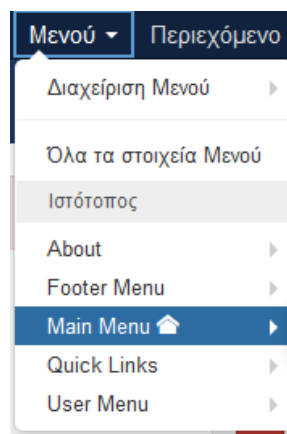 Μενού Περιεχόμενο
Διαχείριση Μενού
Όλα τα στοιχεία Μενού
Ιστότοπος
About
Footer Menu
Main Menu
Quick Links
User Menu